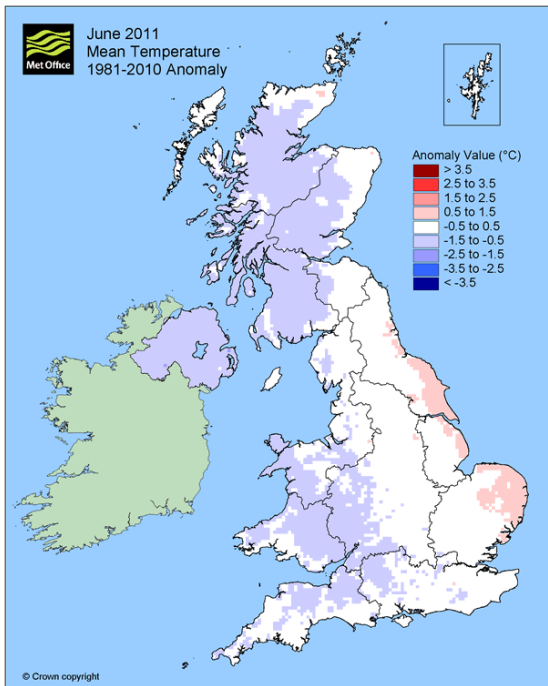 June 2011
Mean Temperature
1981-2010 Anomaly
Met Office
Anomaly Value (°C)
> 3.5
2.5 to 3.5
1.5 to 2.5
0.5 to 1.5
-0.5 to 0.5
-1.5 to -0.5
-2.5 to -1.5
-3.5 to -2.5
< -3.5
© Crown copyright